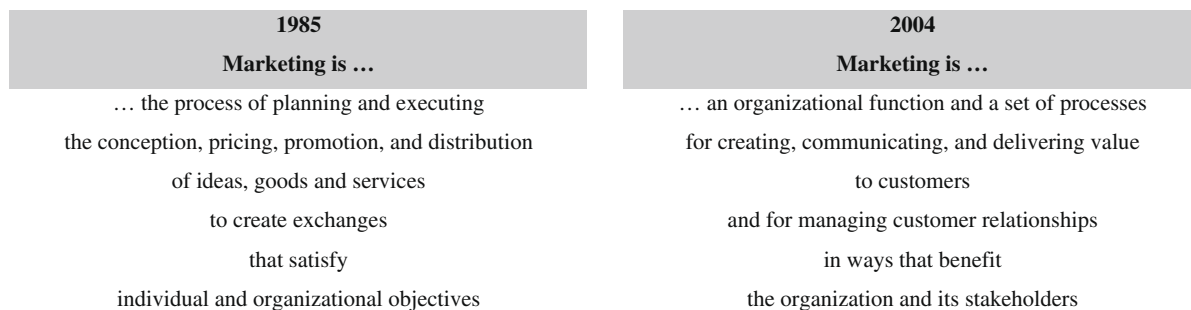 1985
Marketing is …
… the process of planning and executing
the conception, pricing, promotion, and distribution
of ideas, goods and services
to create exchanges
that satisfy
individual and organizational objectives
2004
Marketing is …
… an organizational function and a set of processes
for creating, communicating, and delivering value
to customers
and for managing customer relationships
in ways that benefit
the organization and its stakeholders